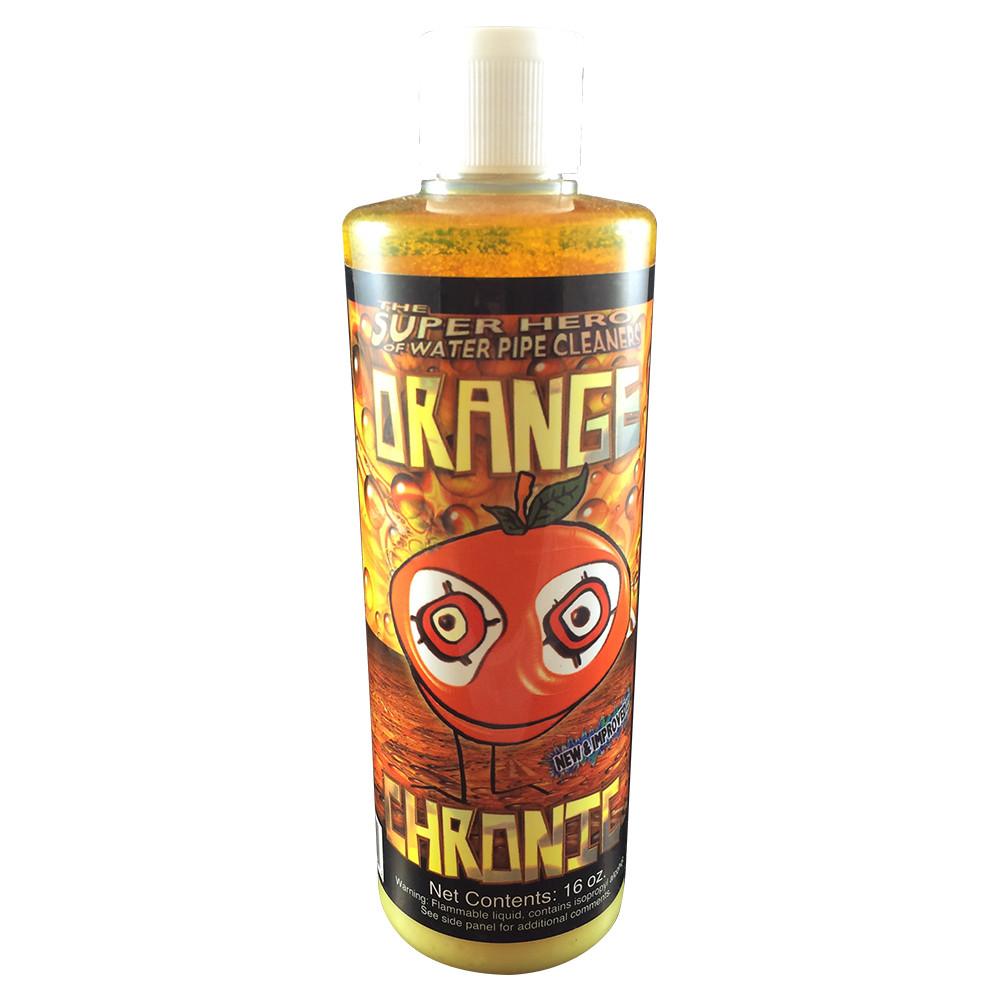 THE
SUPER HERO
OF WATER PIPE CLEANERS
ORANGE
NEW & IMPROVED!
CHRONIC
Net Contents: 16 oz.
Warning: Flammable liquid, contains isopropyl alcohol.
See side panel for additional comments.